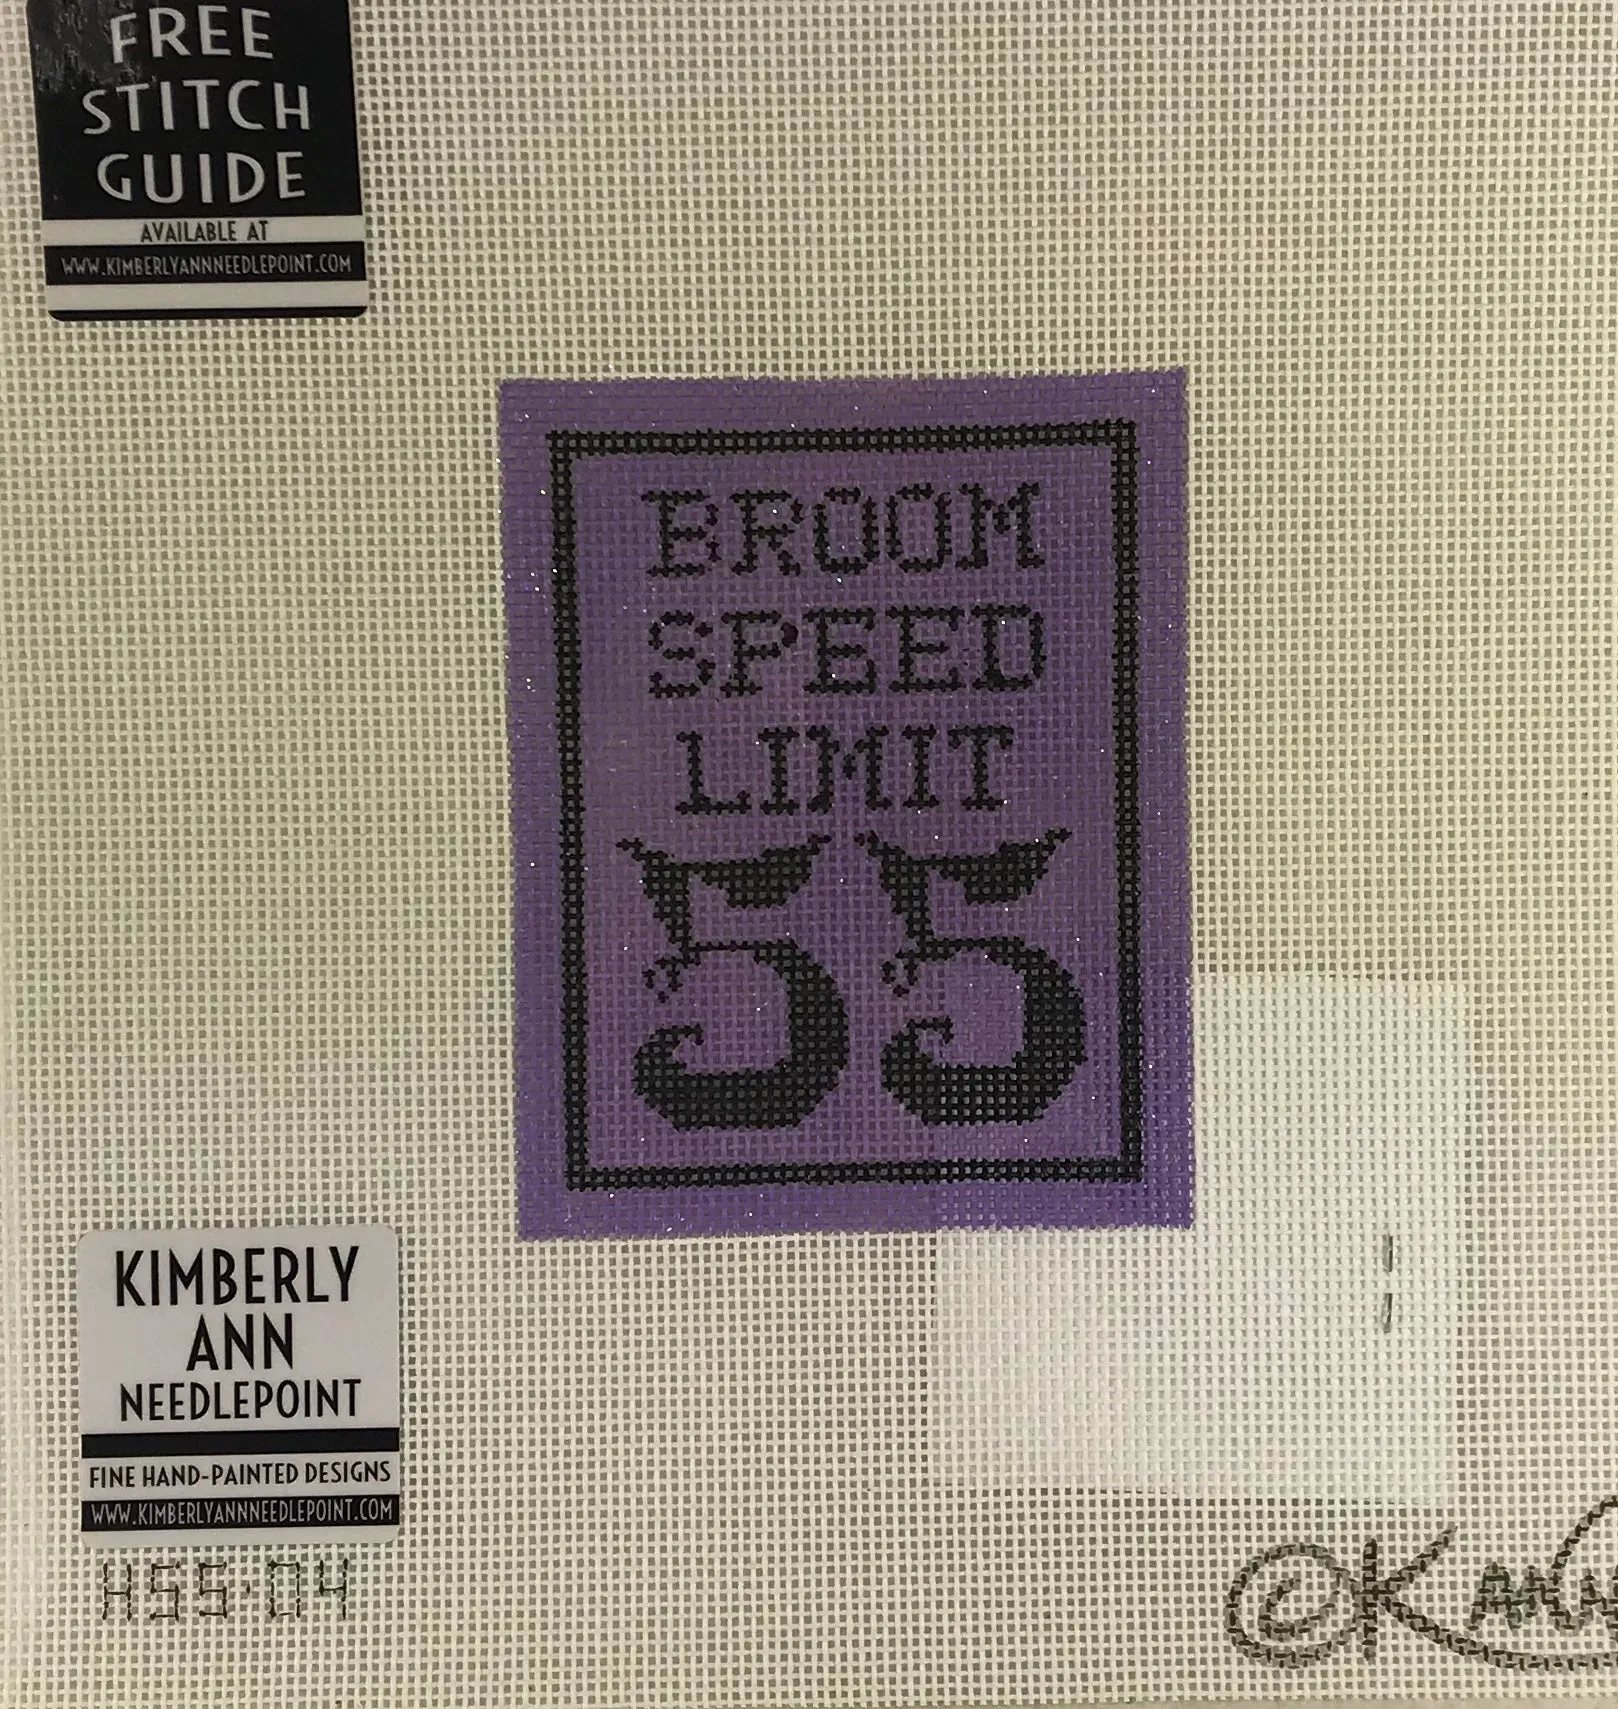 FREE
STITCH
GUIDE
AVAILABLE AT
WWW.KIMBERLYANNNEEDLEPOINT.COM
BROOM
SPEED
LIMIT
55
KIMBERLY
ANN
NEEDLEPOINT
FINE HAND-PAINTED DESIGNS
WWW.KIMBERLYANNNEEDLEPOINT.COM
HSS·04